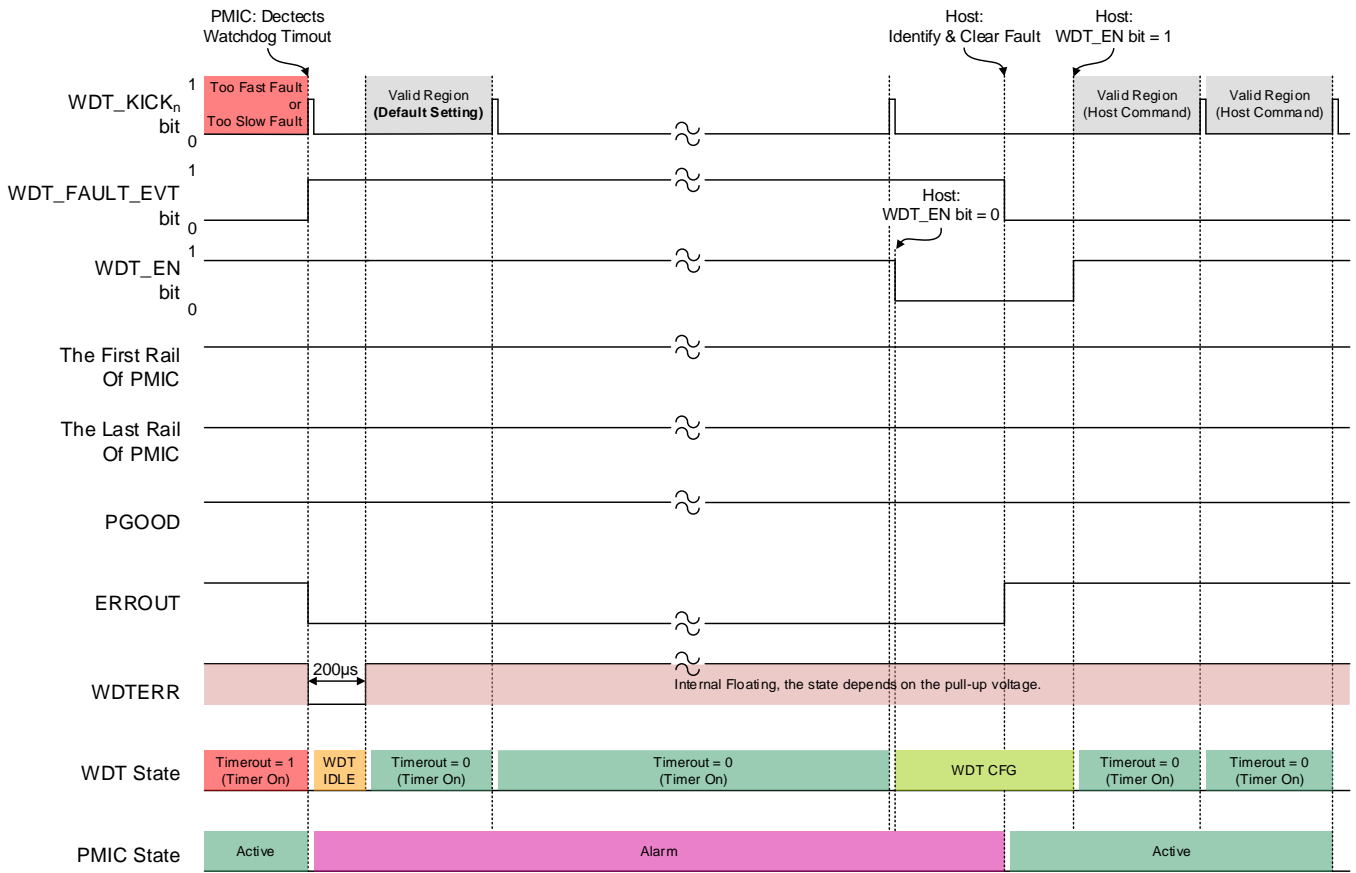 PMIC: Dectects
Watchdog Timout
Host:
Identify & Clear Fault
Host:
WDT_EN bit = 1
WDT_KICKn
bit
1
0
Too Fast Fault
or
Too Slow Fault
Valid Region
(Default Setting)
Valid Region
(Host Command)
Valid Region
(Host Command)
WDT_FAULT_EVT
bit
1
0
Host:
WDT_EN bit = 0
WDT_EN
bit
1
0
The First Rail
Of PMIC
The Last Rail
Of PMIC
PGOOD
ERROUT
WDTERR
200µs
Internal Floating, the state depends on the pull-up voltage.
WDT State
Timerout = 1
(Timer On)
WDT
IDLE
Timerout = 0
(Timer On)
Timerout = 0
(Timer On)
WDT CFG
Timerout = 0
(Timer On)
Timerout = 0
(Timer On)
PMIC State
Active
Alarm
Active